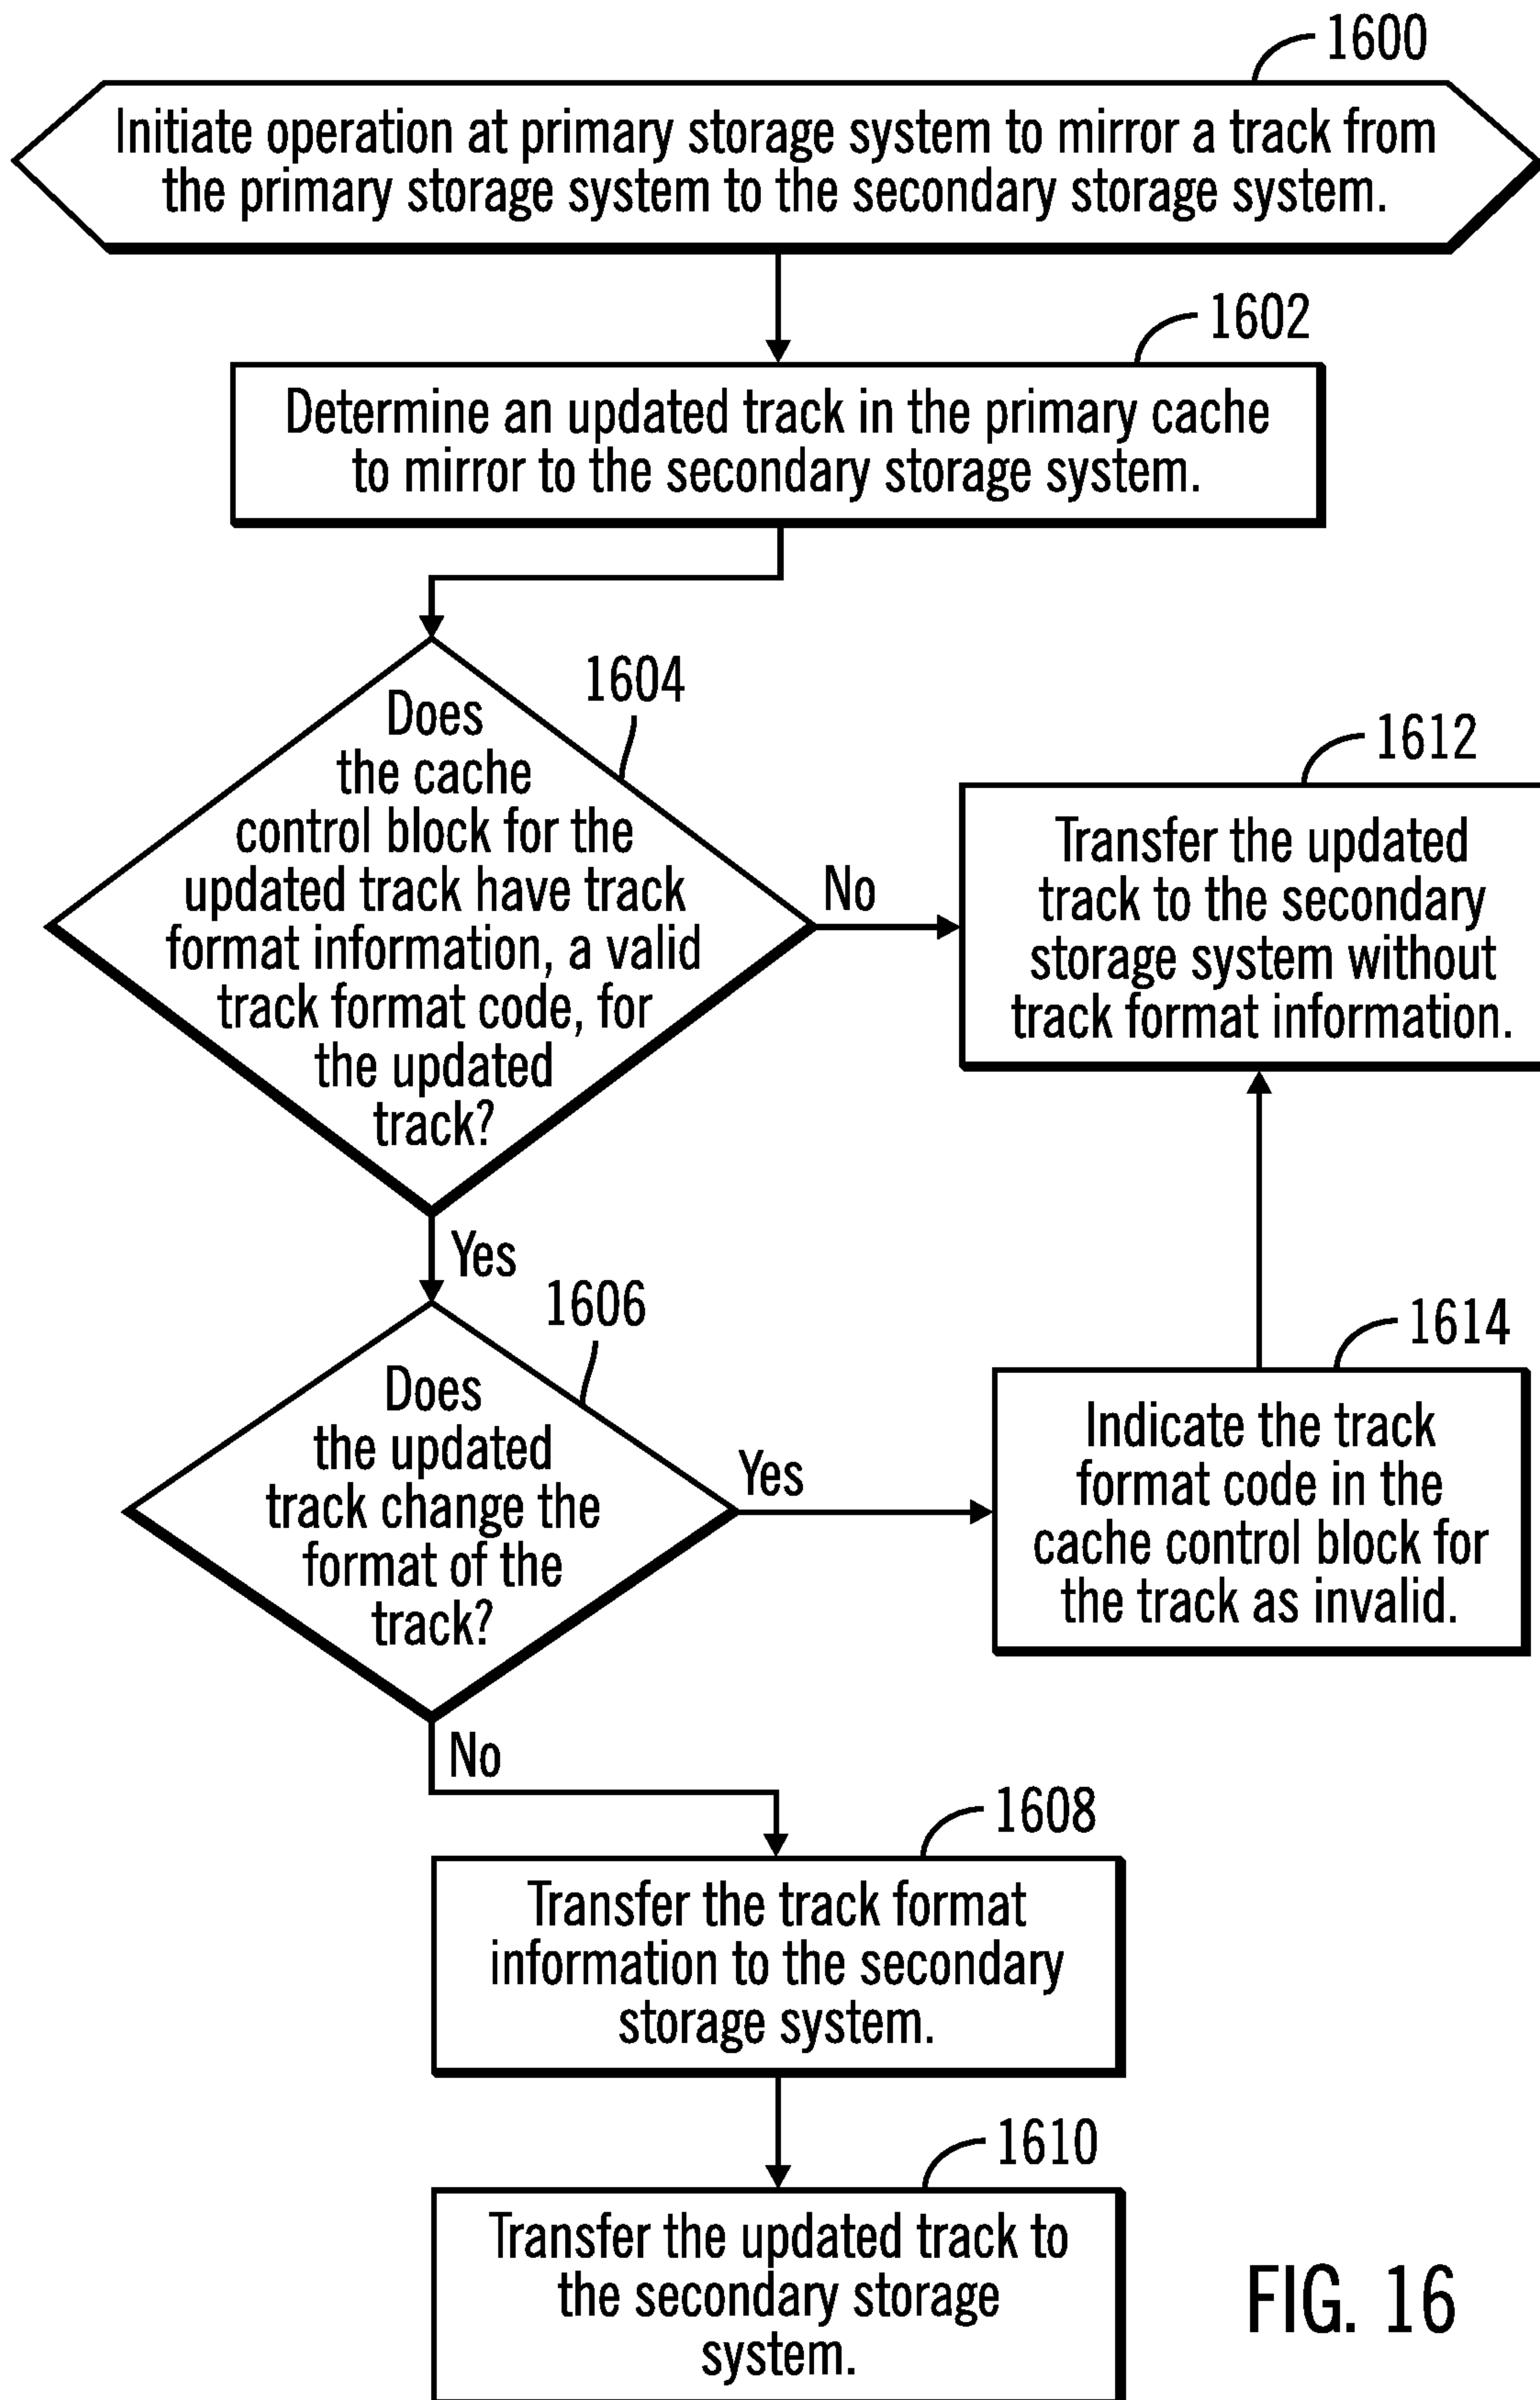 1600
Initiate operation at primary storage system to mirror a track from
the primary storage system to the secondary storage system.
1602
Determine an updated track in the primary cache
to mirror to the secondary storage system.
1604
Does
the cache
control block for the
updated track have track
format information, a valid
track format code, for
the updated
track?
No
Yes
1612
Transfer the updated
track to the secondary
storage system without
track format information.
1606
Does
the updated
track change the
format of the
track?
Yes
No
1614
Indicate the track
format code in the
cache control block for
the track as invalid.
1608
Transfer the track format
information to the secondary
storage system.
1610
Transfer the updated track to
the secondary storage
system.
FIG. 16